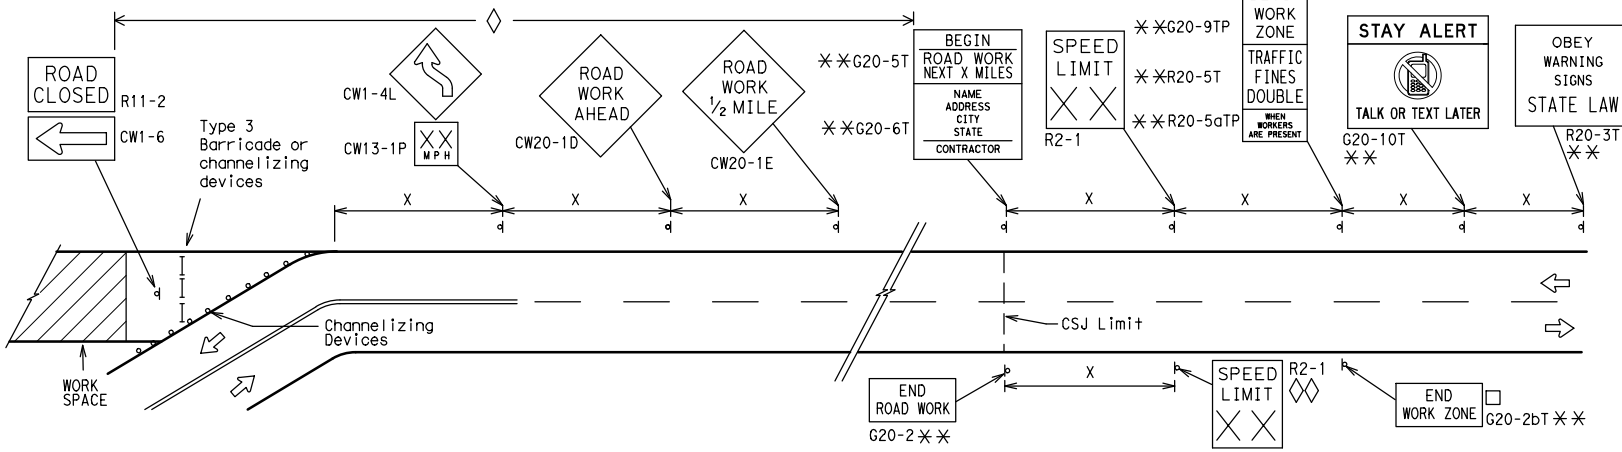 ROAD
CLOSED
R11-2
CW1-6
Type 3
Barricade or
channelizing
devices
CW1-4L
CW13-1P
XX
MPH
ROAD
WORK
AHEAD
CW20-1D
ROAD
WORK
1/2 MILE
CW20-1E
**G20-5T
**G20-6T
BEGIN
ROAD WORK
NEXT X MILES
NAME
ADDRESS
CITY
STATE
CONTRACTOR
SPEED
LIMIT
XX
R2-1
**G20-9TP
**R20-5T
**R20-5aTP
WORK
ZONE
TRAFFIC
FINES
DOUBLE
WHEN
WORKERS
ARE PRESENT
STAY ALERT
TALK OR TEXT LATER
G20-10T
**
OBEY
WARNING
SIGNS
STATE LAW
R20-3T
**
X
X
X
X
X
X
X
Channelizing
Devices
CSJ Limit
WORK
SPACE
END
ROAD WORK
G20-2 **
X
SPEED
LIMIT
XX
R2-1
END
WORK ZONE
G20-2bT **